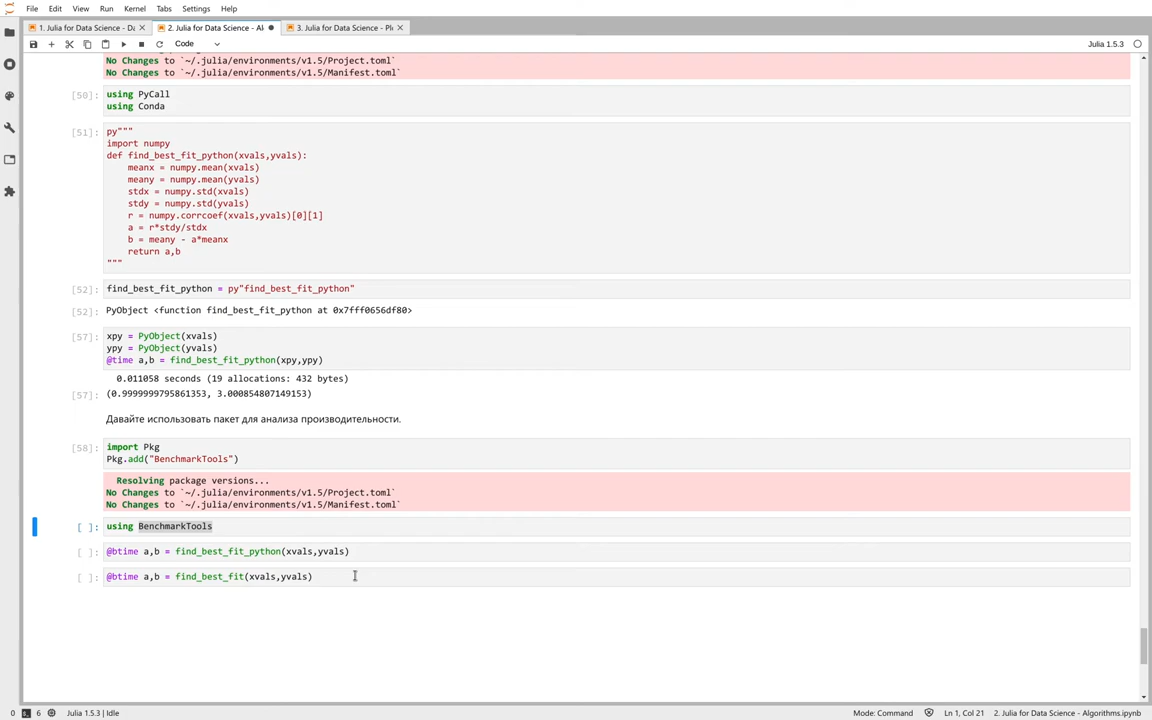 File Edit View Run Kernel Tabs Settings Help
1. Julia for Data Science - Da
2. Julia for Data Science - Al
3. Julia for Data Science - Plo
Code
Julia 1.5.3
No Changes to `~/.julia/environments/v1.5/Project.toml`
No Changes to `~/.julia/environments/v1.5/Manifest.toml`
[50]: using PyCall
using Conda
[51]: py"""
import numpy
def find_best_fit_python(xvals,yvals):
meanx = numpy.mean(xvals)
meany = numpy.mean(yvals)
stdx = numpy.std(xvals)
stdy = numpy.std(yvals)
r = numpy.corrcoef(xvals,yvals)[0][1]
a = r*stdy/stdx
b = meany - a*meanx
return a,b
"""
[52]: find_best_fit_python = py"find_best_fit_python"
[52]: PyObject <function find_best_fit_python at 0x7fff0656df80>
[57]: xpy = PyObject(xvals)
ypy = PyObject(yvals)
@time a,b = find_best_fit_python(xpy,ypy)
0.011058 seconds (19 allocations: 432 bytes)
[57]: (0.9999999795861353, 3.000854807149153)
Давайте использовать пакет для анализа производительности.
[58]: import Pkg
Pkg.add("BenchmarkTools")
Resolving package versions...
No Changes to `~/.julia/environments/v1.5/Project.toml`
No Changes to `~/.julia/environments/v1.5/Manifest.toml`
[ ]: using BenchmarkTools
[ ]: @btime a,b = find_best_fit_python(xvals,yvals)
[ ]: @btime a,b = find_best_fit(xvals,yvals)
0 6 Julia 1.5.3 | Idle Mode: Command Ln 1, Col 21 2. Julia for Data Science - Algorithms.ipynb